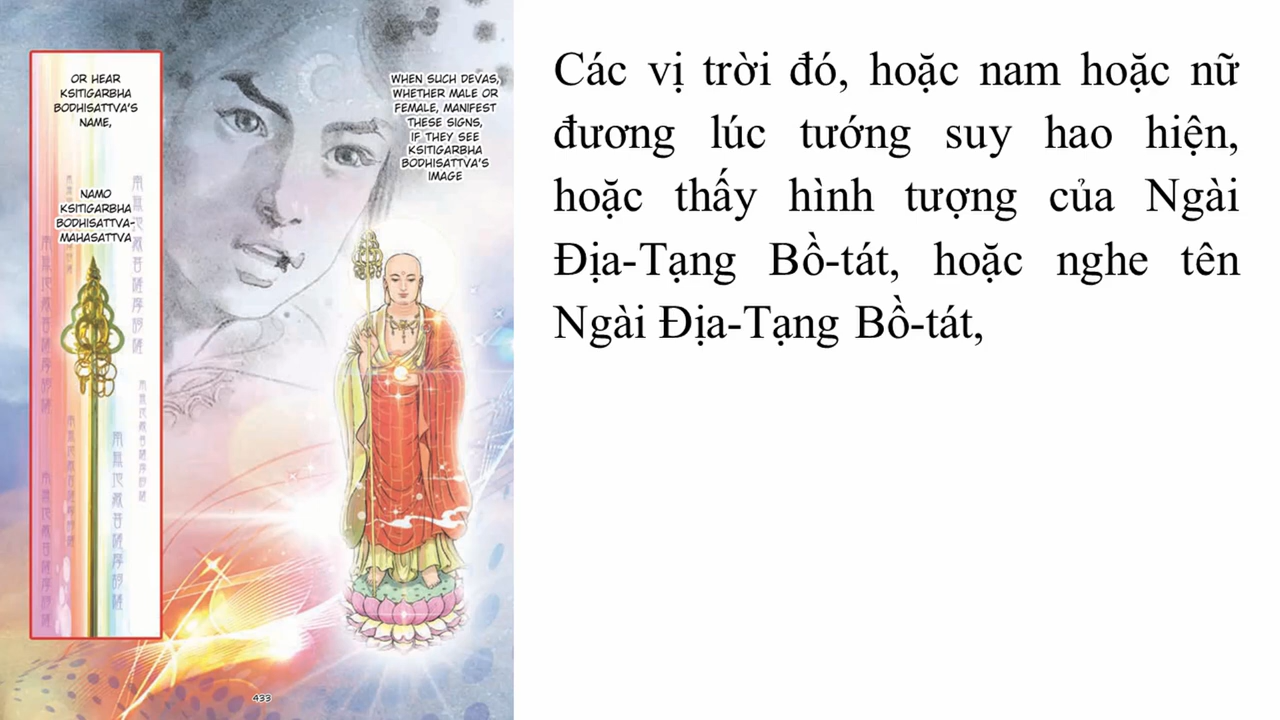 WHEN SUCH DEVAS,
WHETHER MALE OR
FEMALE, MANIFEST
THESE SIGNS,
IF THEY SEE
KSITIGARBHA
BODHISATTVA'S
IMAGE
OR HEAR
KSITIGARBHA
BODHISATTVA'S
NAME,
NAMO
KSITIGARBHA
BODHISATTVA-
MAHASATTVA
433
Các vị trời đó, hoặc nam hoặc nữ
đương lúc tướng suy hao hiện,
hoặc thấy hình tượng của Ngài
Địa-Tạng Bồ-tát, hoặc nghe tên
Ngài Địa-Tạng Bồ-tát,